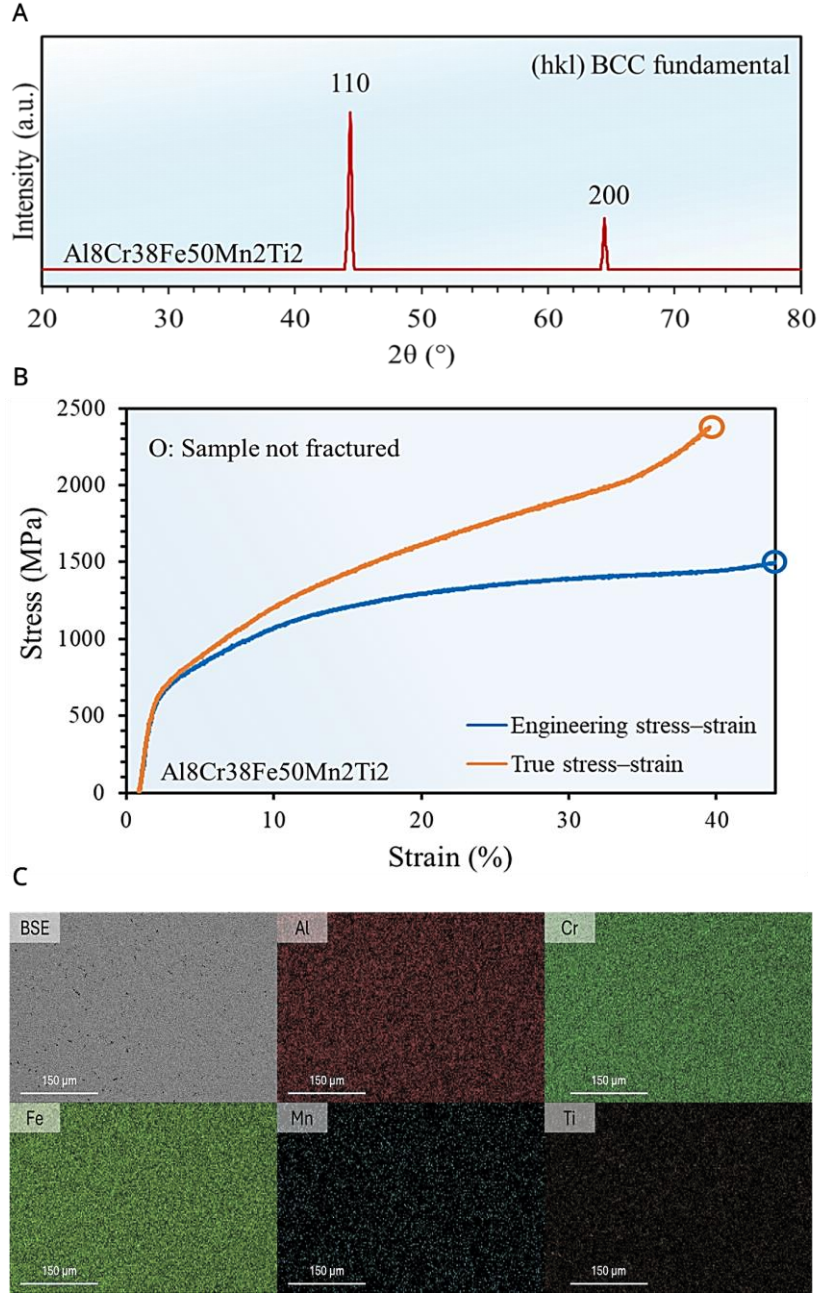 A
(hkl) BCC fundamental
110
200
Intensity (a.u.)
Al8Cr38Fe50Mn2Ti2
20 30 40 50 60 70 80
2θ (°)
B
2500
2000
1500
1000
500
0
Stress (MPa)
O: Sample not fractured
Engineering stress–strain
True stress–strain
Al8Cr38Fe50Mn2Ti2
0 10 20 30 40
Strain (%)
C
BSE Al Cr
150 µm 150 µm 150 µm
Fe Mn Ti
150 µm 150 µm 150 µm